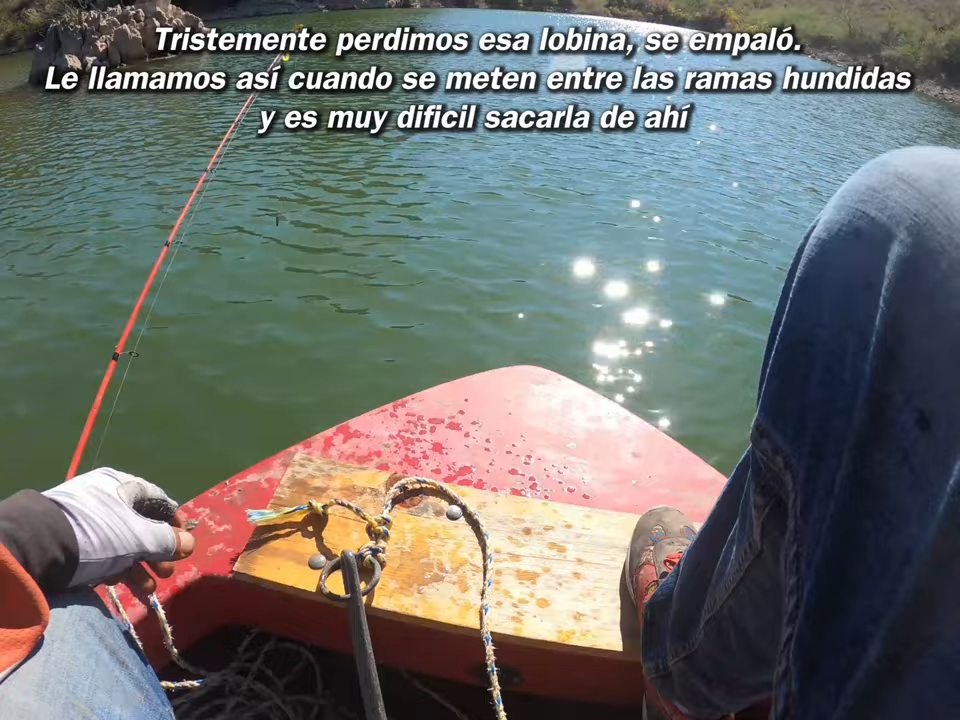 Tristemente perdimos esa lobina, se empaló.
Le llamamos así cuando se meten entre las ramas hundidas
y es muy dificil sacarla de ahí